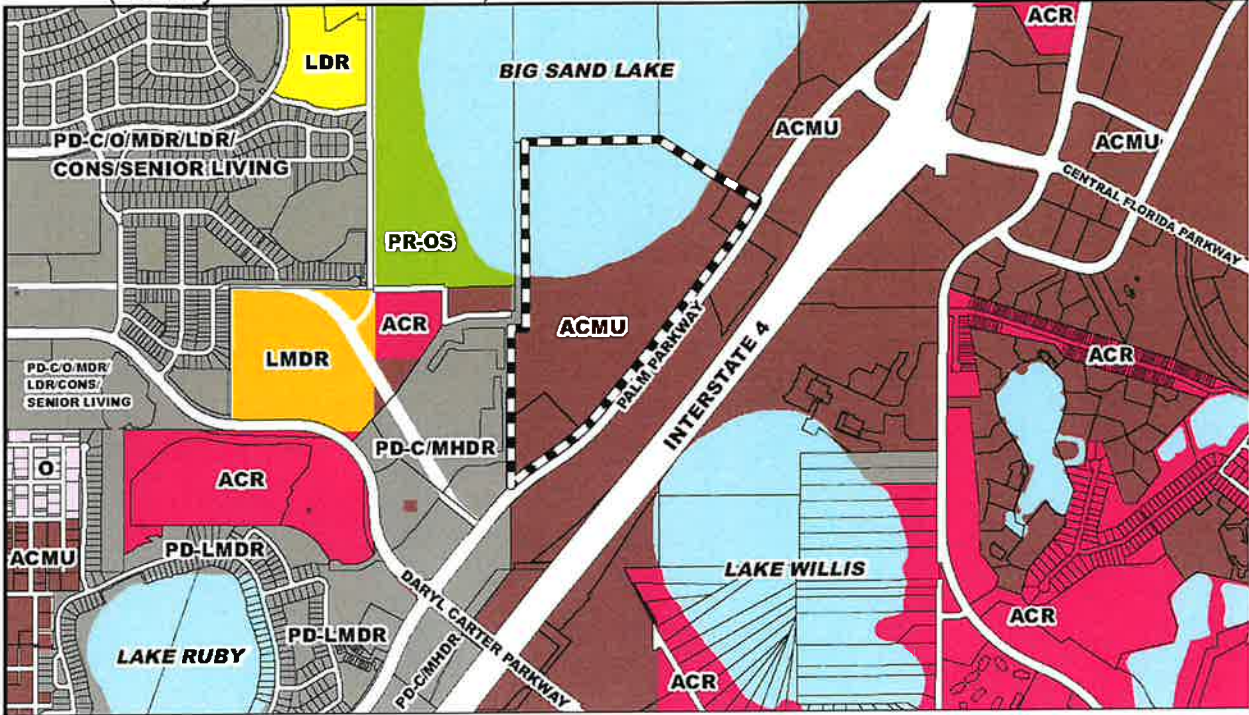 ACR
LDR
BIG SAND LAKE
ACMU
ACMU
PD-C/O/MDR/LDR/
CONS/SENIOR LIVING
CENTRAL FLORIDA PARKWAY
PR-OS
ACR
ACMU
LMDR
PALM PARKWAY
INTERSTATE 4
ACR
PD-C/O/MDR/
LDR/CONS/
SENIOR LIVING
PD-C/MHDR
O
ACR
ACMU
PD-LMDR
LAKE WILLIS
DARYL CARTER PARKWAY
ACR
PD-LMDR
LAKE RUBY
PD-C/MHDR
ACR